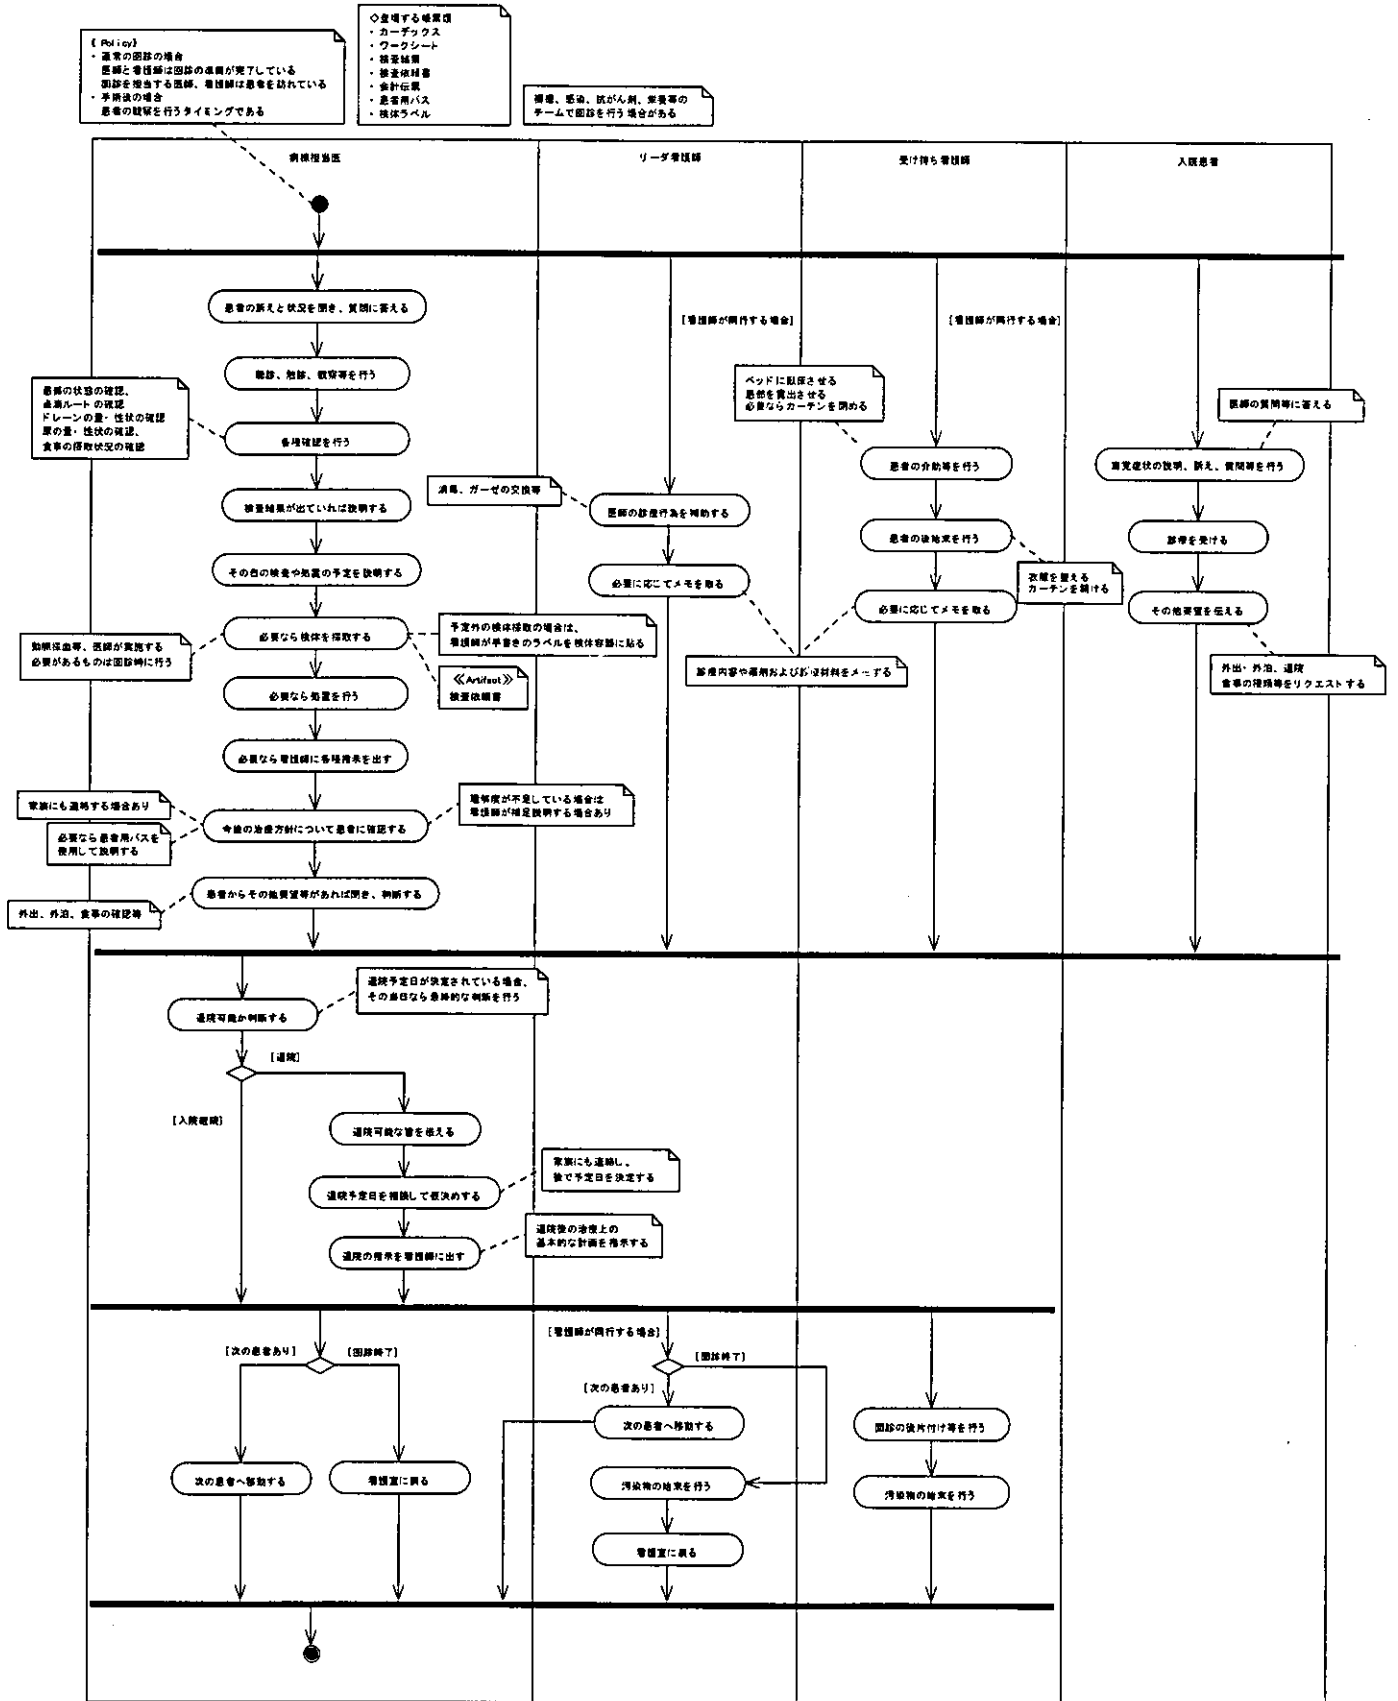 { Policy}
・ 通常の回診の場合
医師と看護師は回診の準備が完了している
回診を担当する医師、看護師は患者を訪れている
・ 手術後の場合
患者の観察を行うタイミングである
◇登場する帳票類
・ カーデックス
・ ワークシート
・ 検査結果
・ 検査依頼書
・ 会計伝票
・ 患者用パス
・ 検体ラベル
褥瘡、感染、抗がん剤、栄養等の
チームで回診を行う場合がある
病棟担当医
リーダ看護師
受け持ち看護師
入院患者
患者の訴えと状況を聞き、質問に答える
[看護師が同行する場合]
[看護師が同行する場合]
聴診、触診、観察等を行う
患部の状態の確認、
点滴ルートの確認
ドレーンの量・性状の確認
尿の量・性状の確認、
食事の摂取状況の確認
ベッドに臥床させる
患部を露出させる
必要ならカーテンを閉める
医師の質問等に答える
各種確認を行う
患者の介助等を行う
自覚症状の説明、訴え、質問等を行う
検査結果が出ていれば説明する
消毒、ガーゼの交換等
医師の診療行為を補助する
患者の後始末を行う
診療を受ける
その他の検査や処置の予定を説明する
必要に応じてメモを取る
衣服を整える
カーテンを開ける
必要に応じてメモを取る
その他要望を伝える
動脈採血等、医師が実施する
必要があるものは回診時に行う
必要なら検体を採取する
予定外の検体採取の場合は、
看護師が手書きのラベルを検体容器に貼る
≪Artifact≫
検査依頼書
診療内容や薬剤および診療材料をメモする
外出・外泊、退院
食事の種類等をリクエストする
必要なら処置を行う
必要なら看護師に各種指示を出す
家族にも連絡する場合あり
必要なら患者用パスを
使用して説明する
今後の治療方針について患者に確認する
理解度が不足している場合は
看護師が補足説明する場合あり
患者からその他要望等があれば聞き、判断する
外出、外泊、食事の確認等
退院予定日が決定されている場合、
その当日なら最終的な判断を行う
退院可能か判断する
[退院]
[入院継続]
退院可能な旨を伝える
退院予定日を相談して仮決めする
家族にも連絡し、
後で予定日を決定する
退院の指示を看護師に出す
退院後の治療上の
基本的な計画を指示する
[次の患者あり]
[回診終了]
[看護師が同行する場合]
[回診終了]
[次の患者あり]
次の患者へ移動する
回診の後片付け等を行う
次の患者へ移動する
看護室に戻る
汚染物の始末を行う
汚染物の始末を行う
看護室に戻る